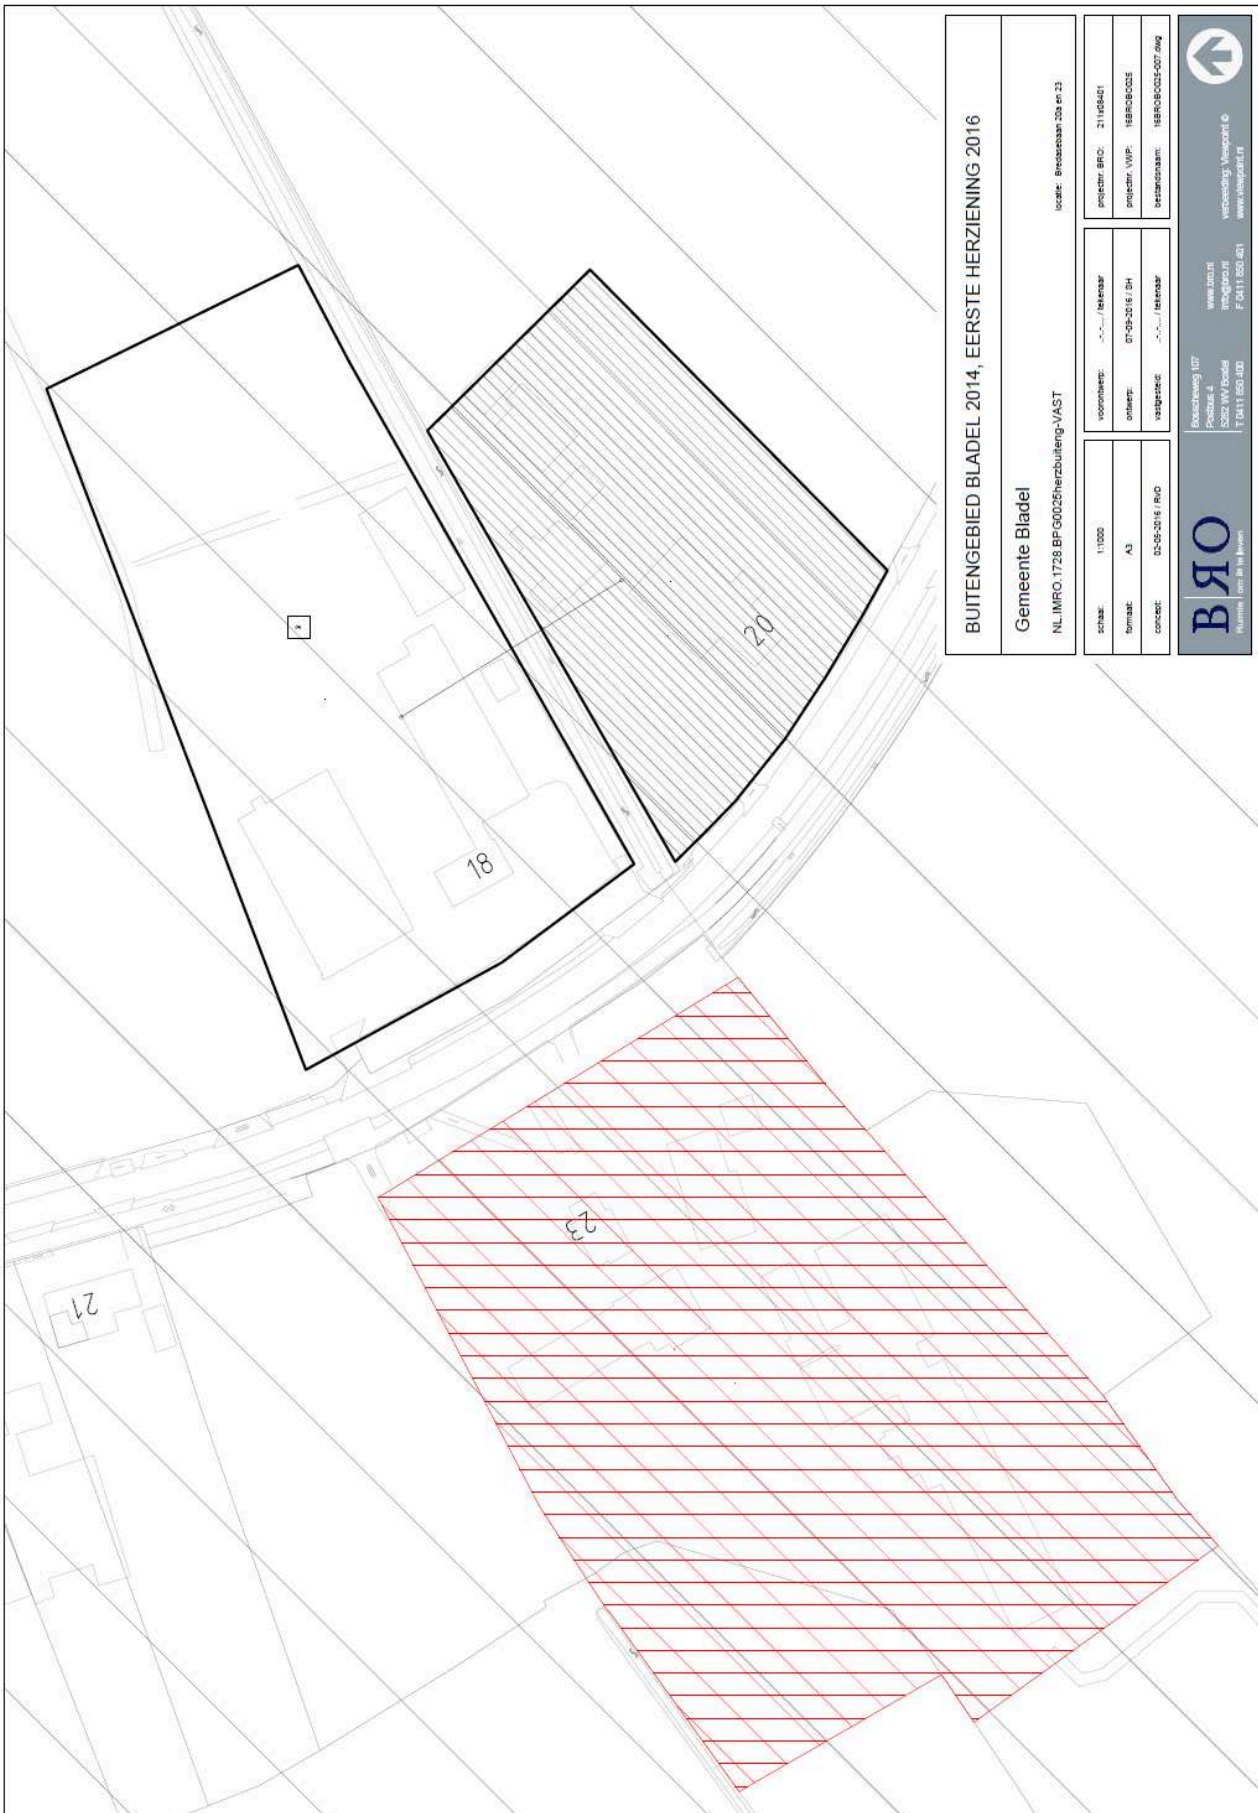 BUITENGEBIED BLADEL 2014, EERSTE HERZIENING 2016
Gemeente Bladel
NL.IMRO.1728.BPG0025herzbuiteng-VAST
locatie: Bredasebaan 20a en 23
schaal: 1:1000
formaat: A3
concept: 02-05-2016 / RvD
voorontwerp: --.--.---- / tekenaar
ontwerp: 07-09-2016 / DH
vastgesteld: --.--.---- / tekenaar
projectnr. BRO: 211x08401
projectnr. VWP: 16BROBO025
bestandsnaam: 16BROBO025-007.dwg
BRO
Ruimte om in te leven
Bosscheweg 107
Postbus 4
5282 WV Boxtel
T 0411 850 400
www.bro.nl
info@bro.nl
F 0411 850 401
verbeelding: Viewpoint ©
www.viewpoint.nl
18
20
21
23